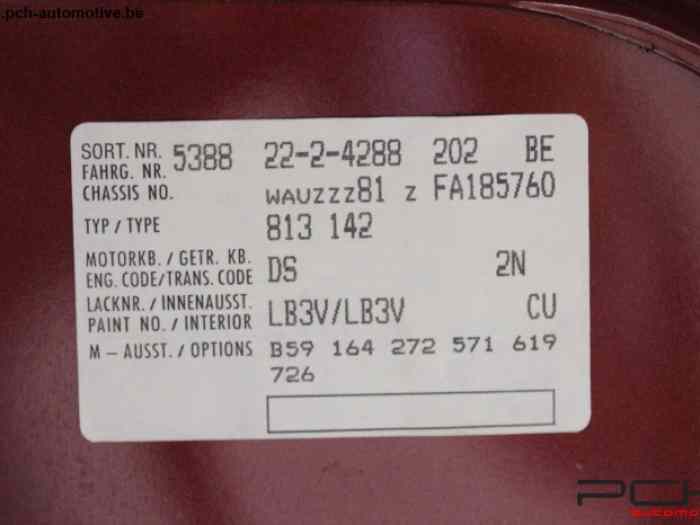 .pch-automotive.be
SORT. NR. 5388 22-2-4288 202 BE
FAHRG. NR.
CHASSIS NO. WAUZZZ81 Z FA185760
TYP / TYPE 813 142
MOTORKB. / GETR. KB.
ENG. CODE/TRANS. CODE DS 2N
LACKNR. / INNENAUSST.
PAINT NO. / INTERIOR LB3V/LB3V CU
M – AUSST. / OPTIONS B59 164 272 571 619
726
PCH
automo